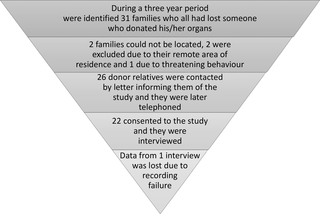 During a three year period
were identified 31 families who all had lost someone
who donated his/her organs
2 families could not be located, 2 were
excluded due to their remote area of
residence and 1 due to threatening behaviour
26 donor relatives were contacted
by letter informing them of the
study and they were later
telephoned
22 consented to the study
and they were
interviewed
Data from 1 interview
was lost due to
recording
failure